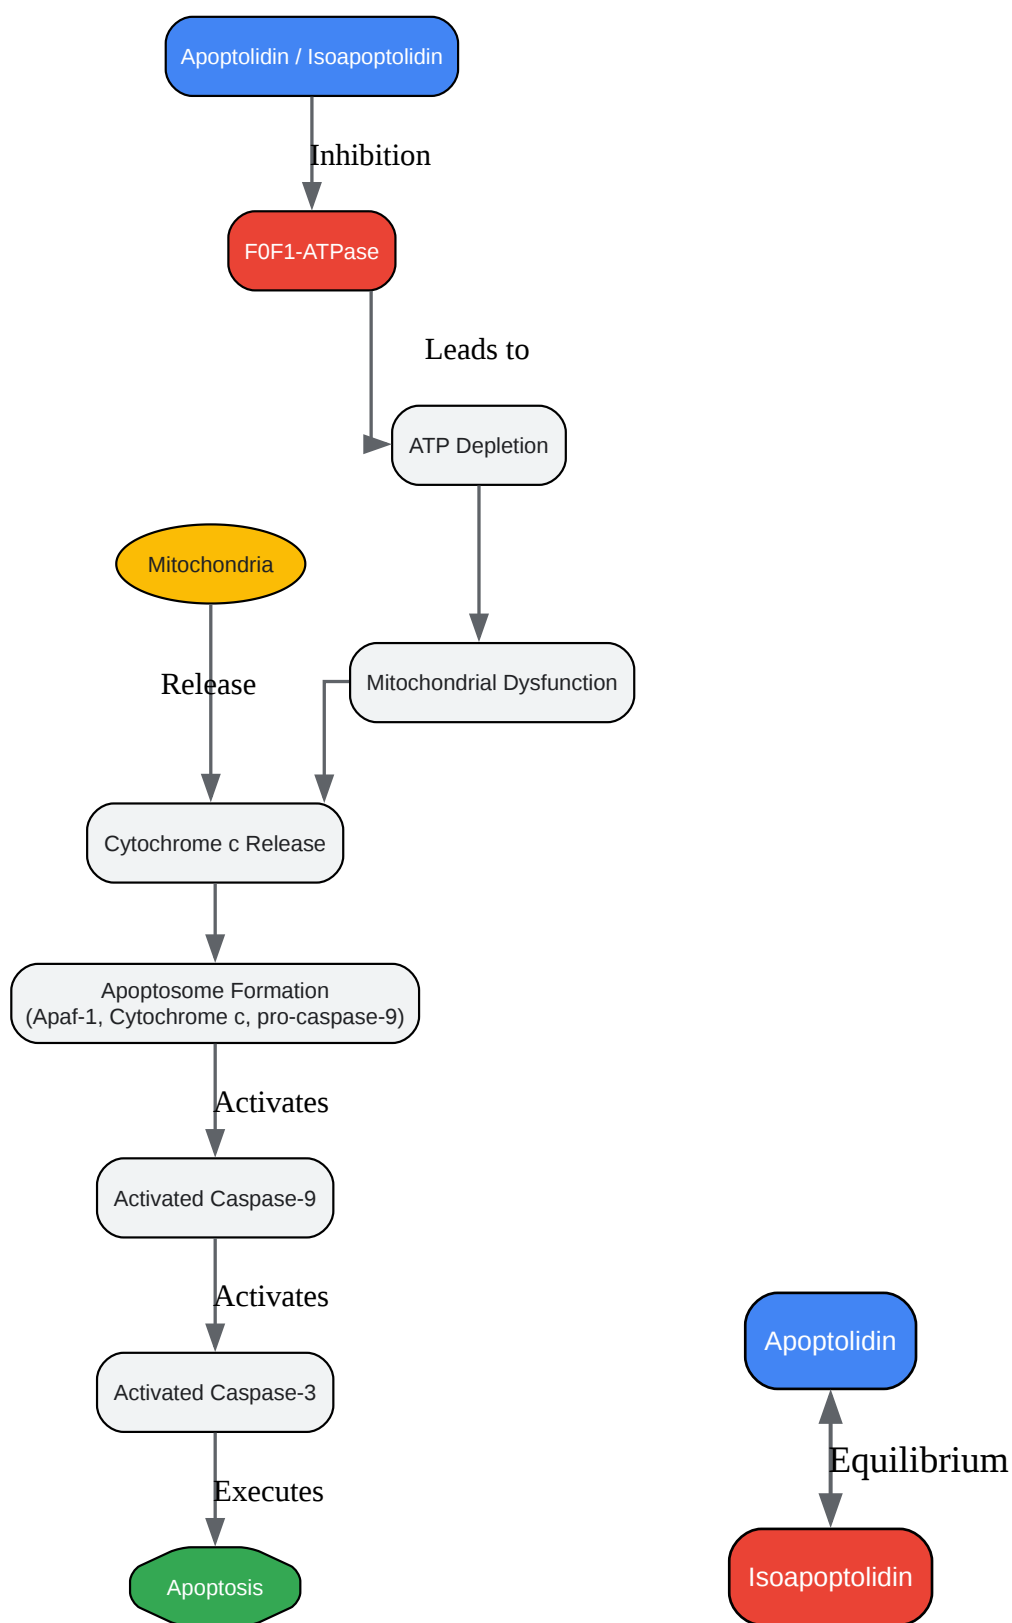 Apoptolidin / Isoapoptolidin
Inhibition
F0F1-ATPase
Leads to
ATP Depletion
Mitochondria
Release
Mitochondrial Dysfunction
Cytochrome c Release
Apoptosome Formation
(Apaf-1, Cytochrome c, pro-caspase-9)
Activates
Activated Caspase-9
Activates
Activated Caspase-3
Executes
Apoptosis
Apoptolidin
Equilibrium
Isoapoptolidin